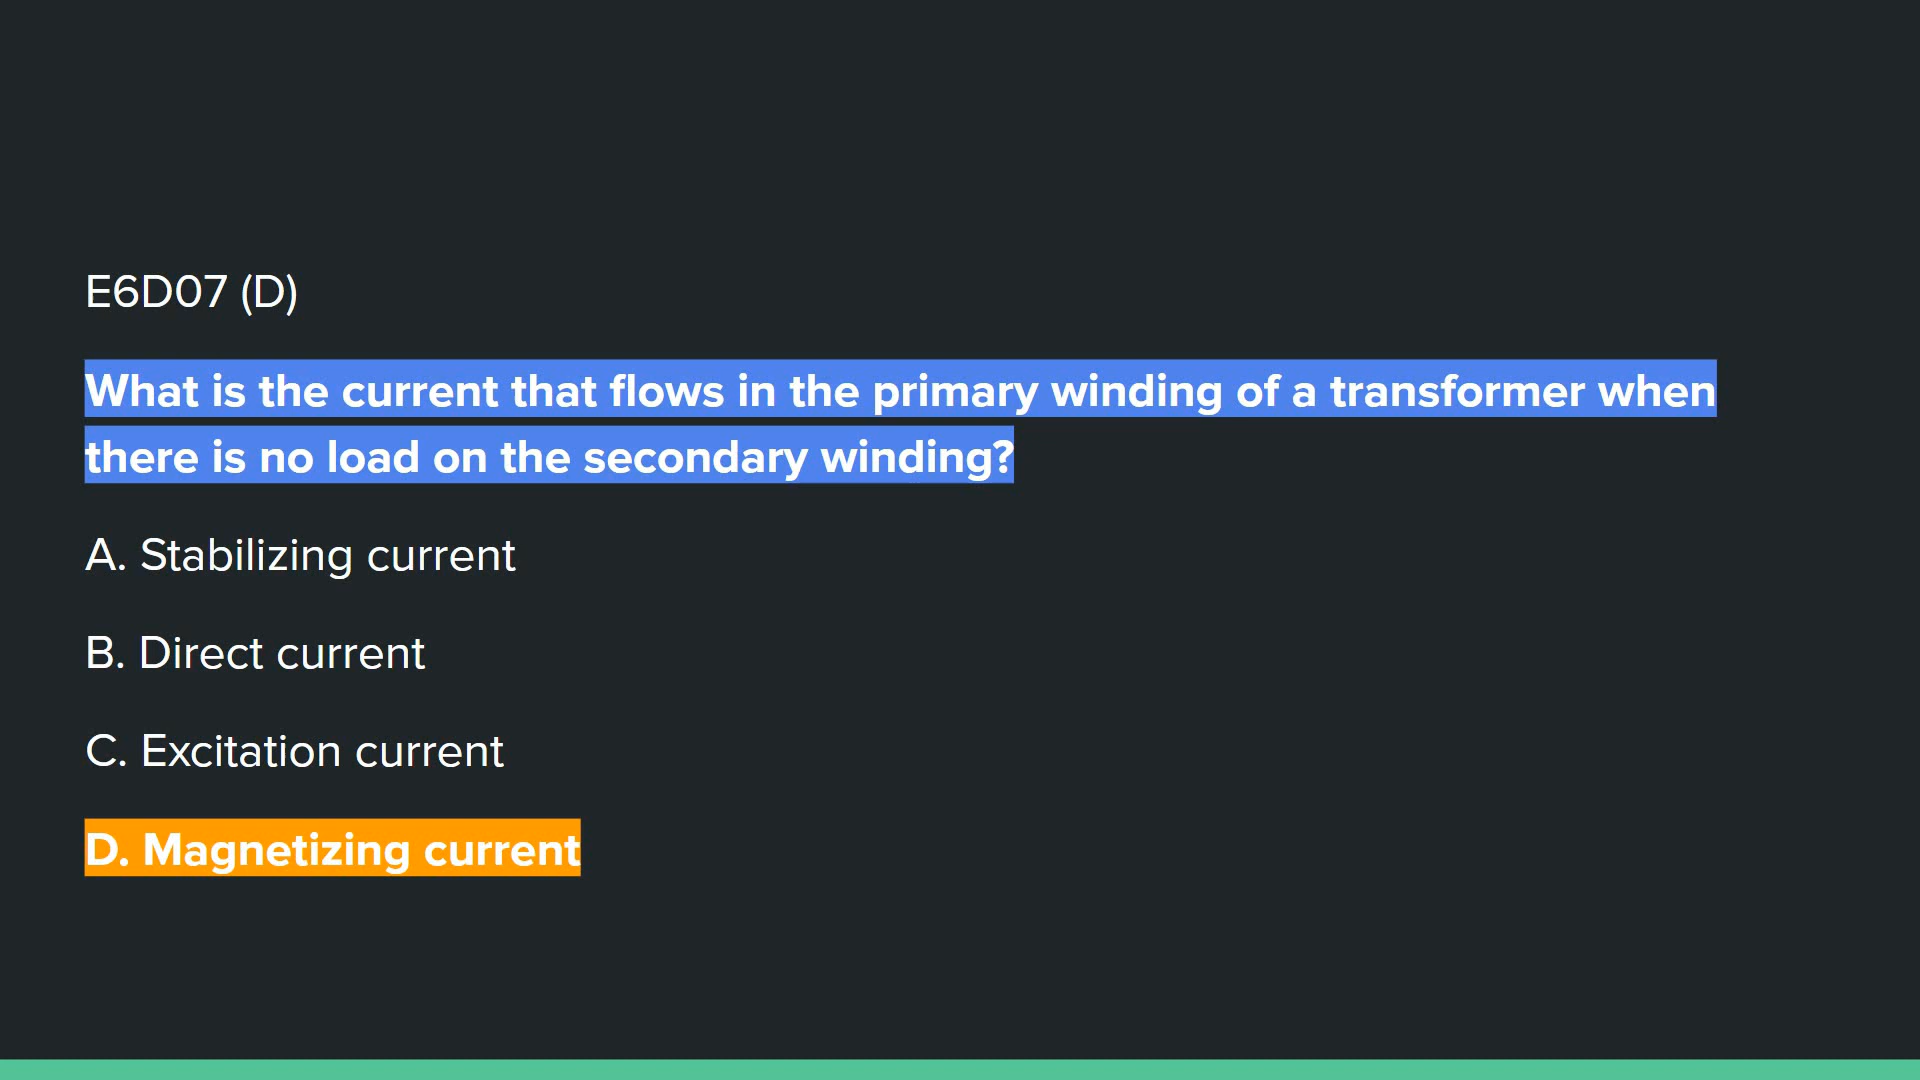 E6D07 (D)
What is the current that flows in the primary winding of a transformer when
there is no load on the secondary winding?
A. Stabilizing current
B. Direct current
C. Excitation current
D. Magnetizing current